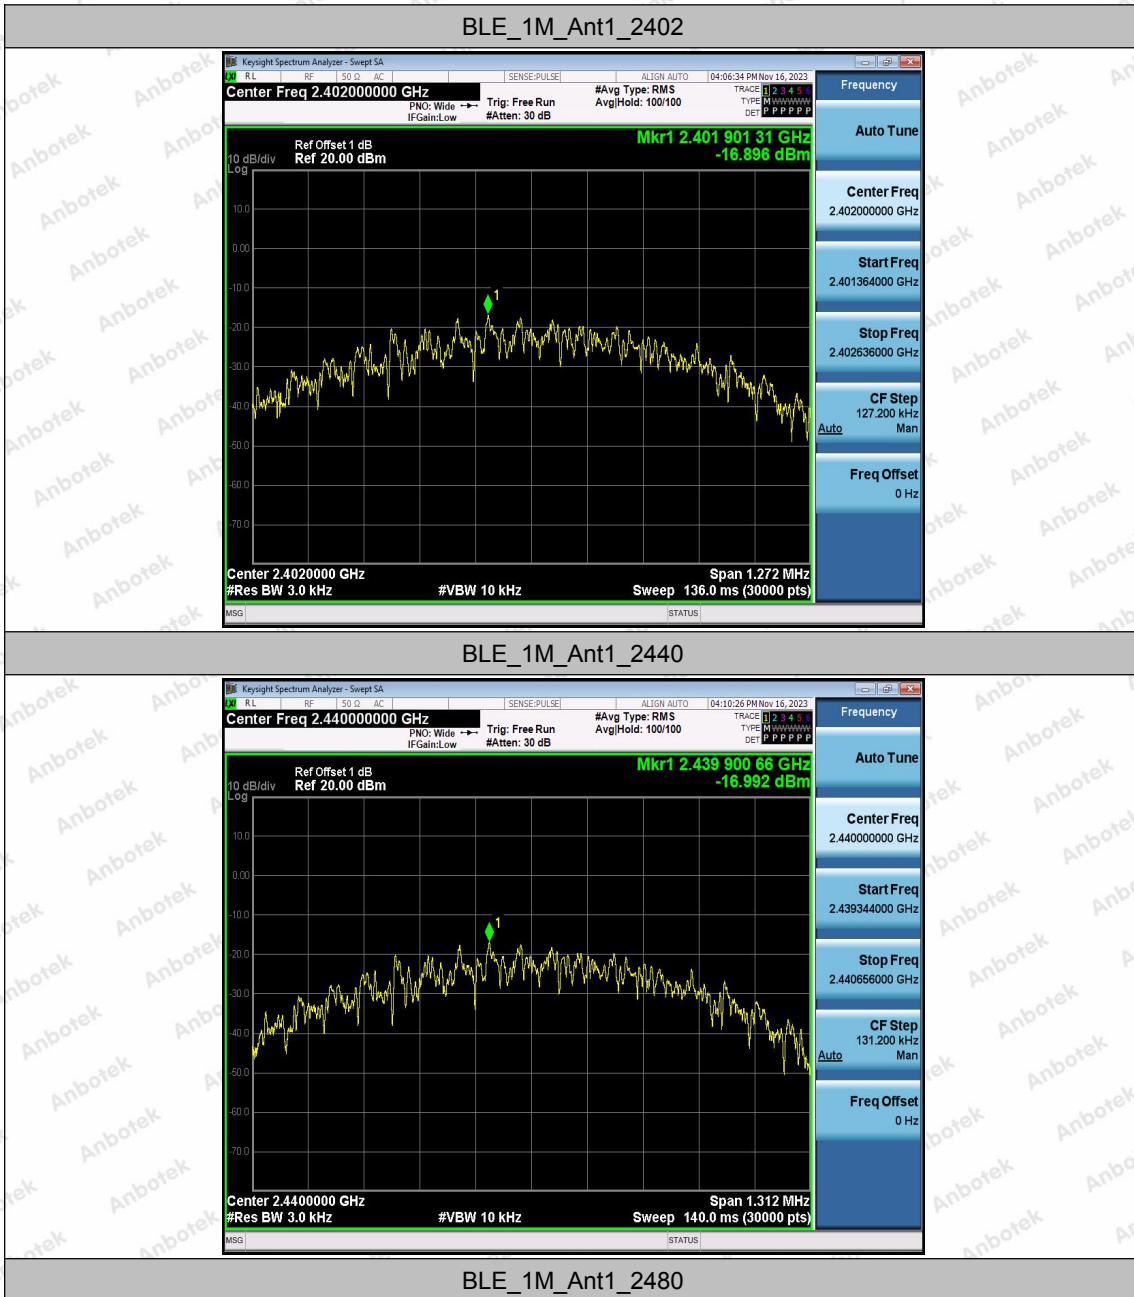 BLE_1M_Ant1_2402
Keysight Spectrum Analyzer - Swept SA
LXI RL RF 50 Ω AC SENSE:PULSE ALIGN AUTO 04:06:34 PM Nov 16, 2023
Center Freq 2.402000000 GHz
PNO: Wide
IFGain:Low
Trig: Free Run
#Atten: 30 dB
#Avg Type: RMS
Avg|Hold: 100/100
TRACE 1 2 3 4 5 6
TYPE M W W W W W
DET P P P P P P
Ref Offset 1 dB
10 dB/div Ref 20.00 dBm
Log
Mkr1 2.401 901 31 GHz
-16.896 dBm
10.0
0.00
-10.0
-20.0
-30.0
-40.0
-50.0
-60.0
-70.0
1
Center 2.4020000 GHz Span 1.272 MHz
#Res BW 3.0 kHz #VBW 10 kHz Sweep 136.0 ms (30000 pts)
MSG STATUS
Frequency
Auto Tune
Center Freq
2.402000000 GHz
Start Freq
2.401364000 GHz
Stop Freq
2.402636000 GHz
CF Step
127.200 kHz
Auto Man
Freq Offset
0 Hz
BLE_1M_Ant1_2440
Keysight Spectrum Analyzer - Swept SA
LXI RL RF 50 Ω AC SENSE:PULSE ALIGN AUTO 04:10:26 PM Nov 16, 2023
Center Freq 2.440000000 GHz
PNO: Wide
IFGain:Low
Trig: Free Run
#Atten: 30 dB
#Avg Type: RMS
Avg|Hold: 100/100
TRACE 1 2 3 4 5 6
TYPE M W W W W W
DET P P P P P P
Ref Offset 1 dB
10 dB/div Ref 20.00 dBm
Log
Mkr1 2.439 900 66 GHz
-16.992 dBm
10.0
0.00
-10.0
-20.0
-30.0
-40.0
-50.0
-60.0
-70.0
1
Center 2.4400000 GHz Span 1.312 MHz
#Res BW 3.0 kHz #VBW 10 kHz Sweep 140.0 ms (30000 pts)
MSG STATUS
Frequency
Auto Tune
Center Freq
2.440000000 GHz
Start Freq
2.439344000 GHz
Stop Freq
2.440656000 GHz
CF Step
131.200 kHz
Auto Man
Freq Offset
0 Hz
BLE_1M_Ant1_2480
Anbotek